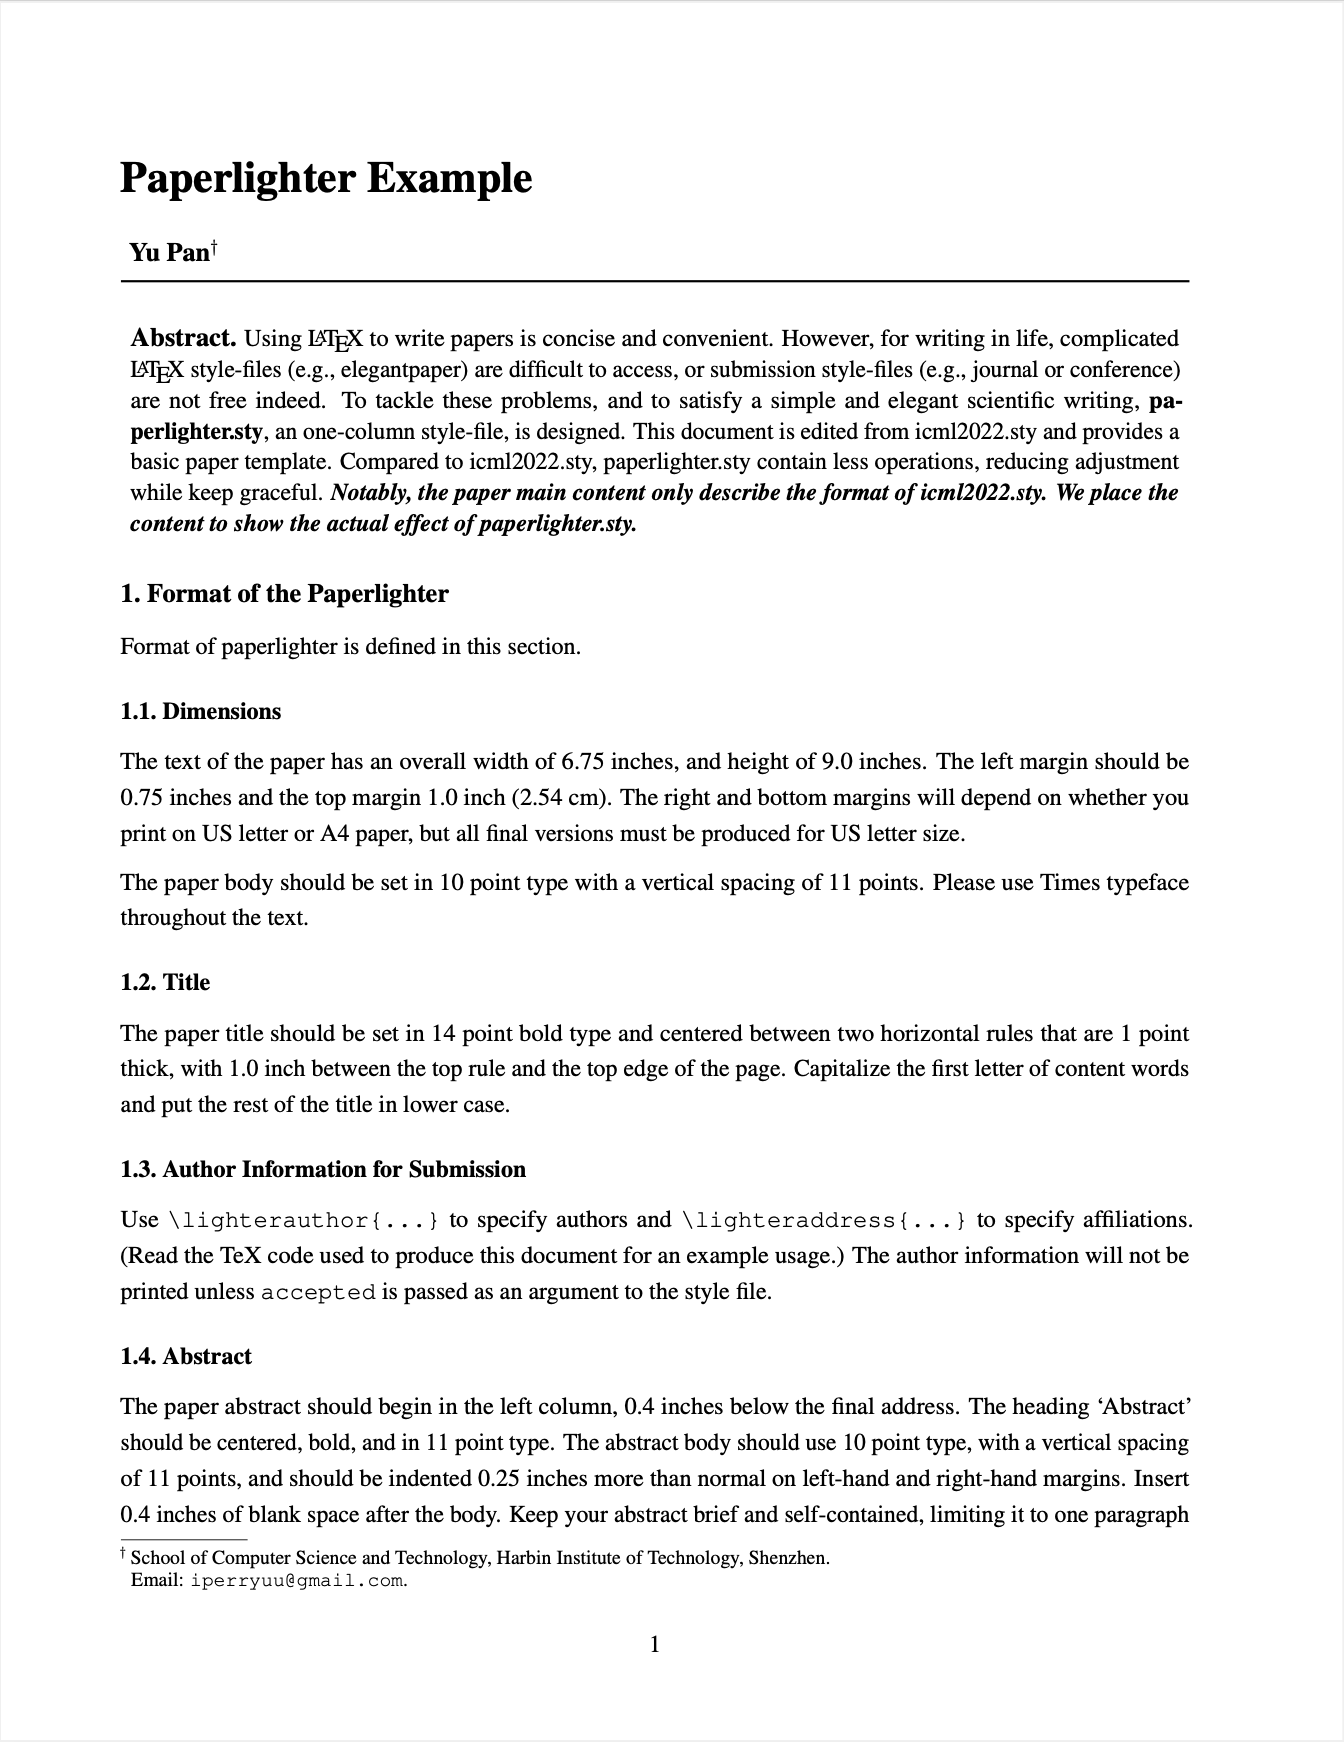 Paperlighter Example
Yu Pan†
Abstract. Using LATEX to write papers is concise and convenient. However, for writing in life, complicated
LATEX style-files (e.g., elegantpaper) are difficult to access, or submission style-files (e.g., journal or conference)
are not free indeed. To tackle these problems, and to satisfy a simple and elegant scientific writing, pa-
perlighter.sty, an one-column style-file, is designed. This document is edited from icml2022.sty and provides a
basic paper template. Compared to icml2022.sty, paperlighter.sty contain less operations, reducing adjustment
while keep graceful. Notably, the paper main content only describe the format of icml2022.sty. We place the
content to show the actual effect of paperlighter.sty.
1. Format of the Paperlighter
Format of paperlighter is defined in this section.
1.1. Dimensions
The text of the paper has an overall width of 6.75 inches, and height of 9.0 inches. The left margin should be
0.75 inches and the top margin 1.0 inch (2.54 cm). The right and bottom margins will depend on whether you
print on US letter or A4 paper, but all final versions must be produced for US letter size.
The paper body should be set in 10 point type with a vertical spacing of 11 points. Please use Times typeface
throughout the text.
1.2. Title
The paper title should be set in 14 point bold type and centered between two horizontal rules that are 1 point
thick, with 1.0 inch between the top rule and the top edge of the page. Capitalize the first letter of content words
and put the rest of the title in lower case.
1.3. Author Information for Submission
Use \lighterauthor{...} to specify authors and \lighteraddress{...} to specify affiliations.
(Read the TeX code used to produce this document for an example usage.) The author information will not be
printed unless accepted is passed as an argument to the style file.
1.4. Abstract
The paper abstract should begin in the left column, 0.4 inches below the final address. The heading ‘Abstract’
should be centered, bold, and in 11 point type. The abstract body should use 10 point type, with a vertical spacing
of 11 points, and should be indented 0.25 inches more than normal on left-hand and right-hand margins. Insert
0.4 inches of blank space after the body. Keep your abstract brief and self-contained, limiting it to one paragraph
† School of Computer Science and Technology, Harbin Institute of Technology, Shenzhen.
Email: iperryuu@gmail.com.
1